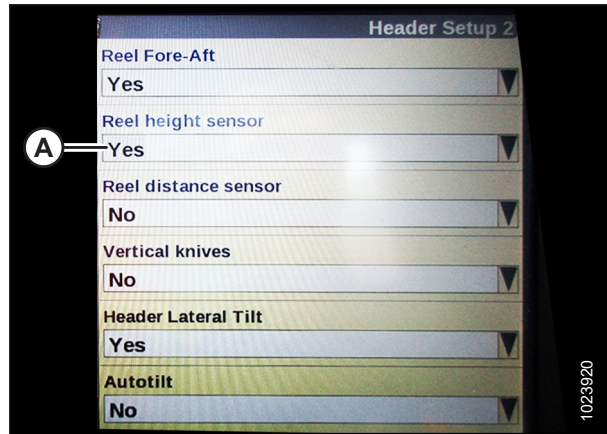 Header Setup 2
Reel Fore-Aft
Yes
Reel height sensor
A
Yes
Reel distance sensor
No
Vertical knives
No
Header Lateral Tilt
Yes
Autotilt
No
1023920